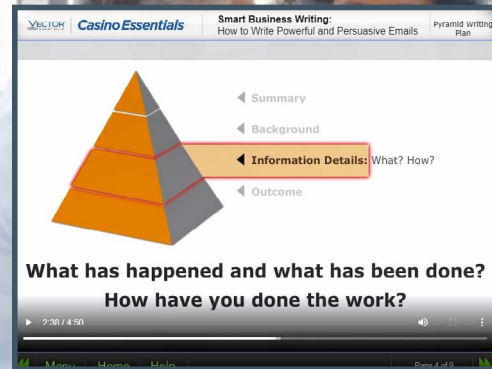 VECTOR
SOLUTIONS
Casino Essentials
Smart Business Writing:
How to Write Powerful and Persuasive Emails
Pyramid Writing
Plan
Summary
Background
Information Details: What? How?
Outcome
What has happened and what has been done?
How have you done the work?
2:38 / 4:50
Menu Home Help
Page 4 of 9